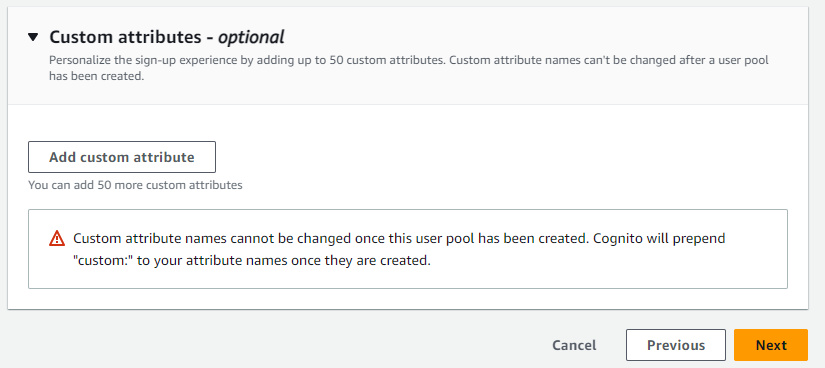 Custom attributes - optional
Personalize the sign-up experience by adding up to 50 custom attributes. Custom attribute names can't be changed after a user pool
has been created.
Add custom attribute
You can add 50 more custom attributes
Custom attribute names cannot be changed once this user pool has been created. Cognito will prepend
"custom:" to your attribute names once they are created.
Cancel
Previous
Next